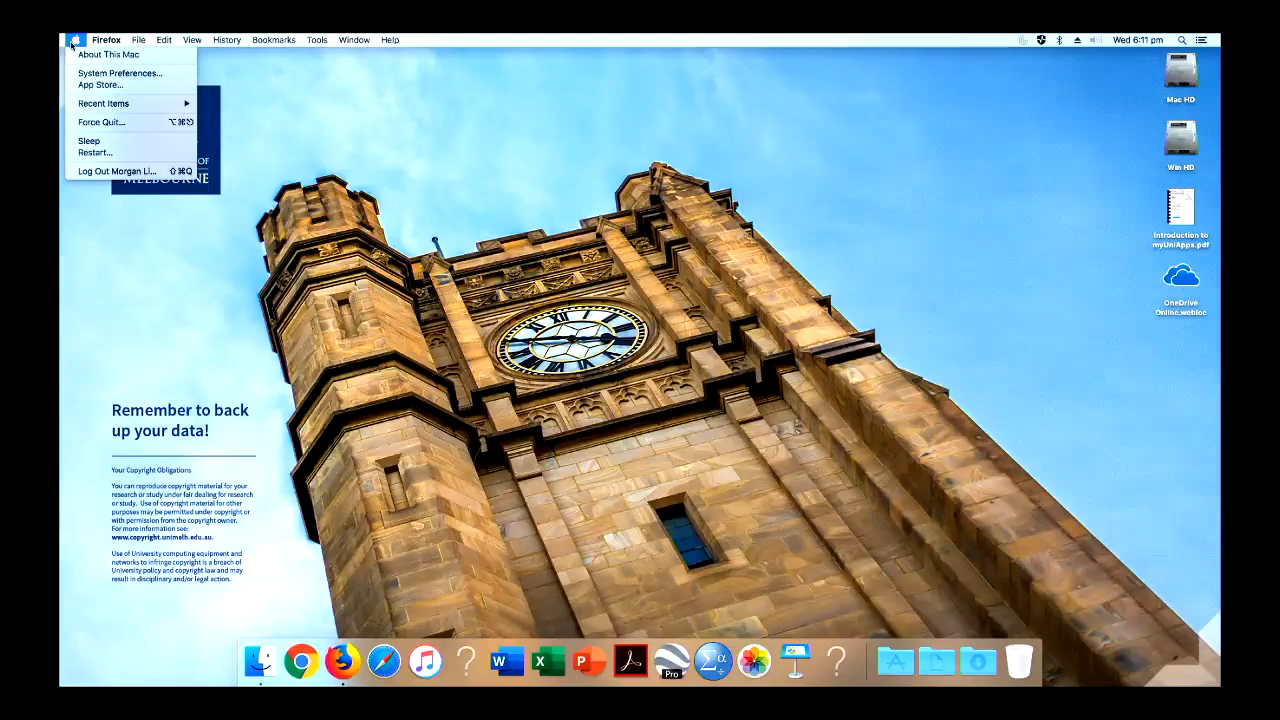 Firefox File Edit View History Bookmarks Tools Window Help Wed 6:11 pm
About This Mac
System Preferences...
App Store...
Recent Items
Force Quit... ⌥⌘⎋
Sleep
Restart...
Log Out Morgan Li... ⇧⌘Q
OF
MELBOURNE
Mac HD
Win HD
Introduction to
myUniApps.pdf
OneDrive
Online.webloc
Remember to back
up your data!
Your Copyright Obligations
You can reproduce copyright material for your
research or study under fair dealing for research
or study. Use of copyright material for other
purposes may be permitted under copyright or
with permission from the copyright owner.
For more information see:
www.copyright.unimelb.edu.au.
Use of University computing equipment and
networks to infringe copyright is a breach of
University policy and copyright law and may
result in disciplinary and/or legal action.
? W X P Σα Pro ?